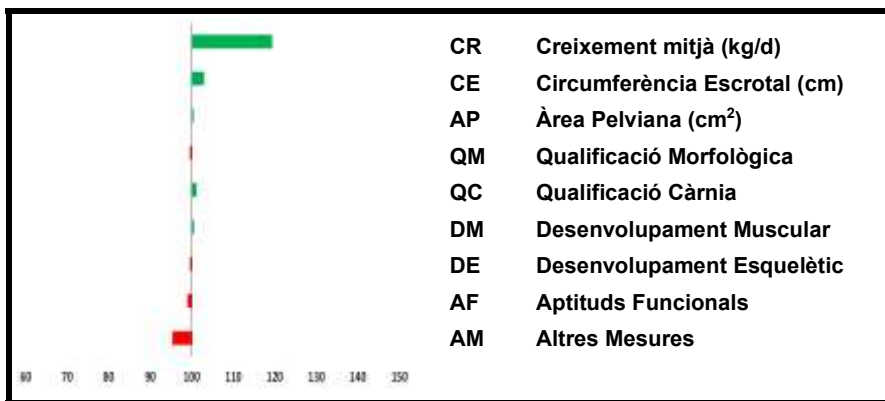 CR Creixement mitjà (kg/d)
CE Circumferència Escrotal (cm)
AP Àrea Pelviana (cm²)
QM Qualificació Morfològica
QC Qualificació Càrnia
DM Desenvolupament Muscular
DE Desenvolupament Esquelètic
AF Aptituds Funcionals
AM Altres Mesures
60 70 80 90 100 110 120 130 140 150